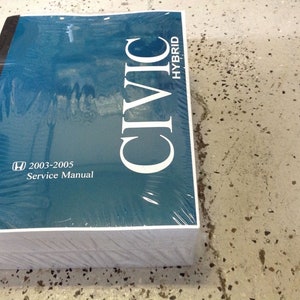 CIVIC
HYBRID
2003-2005
Service Manual